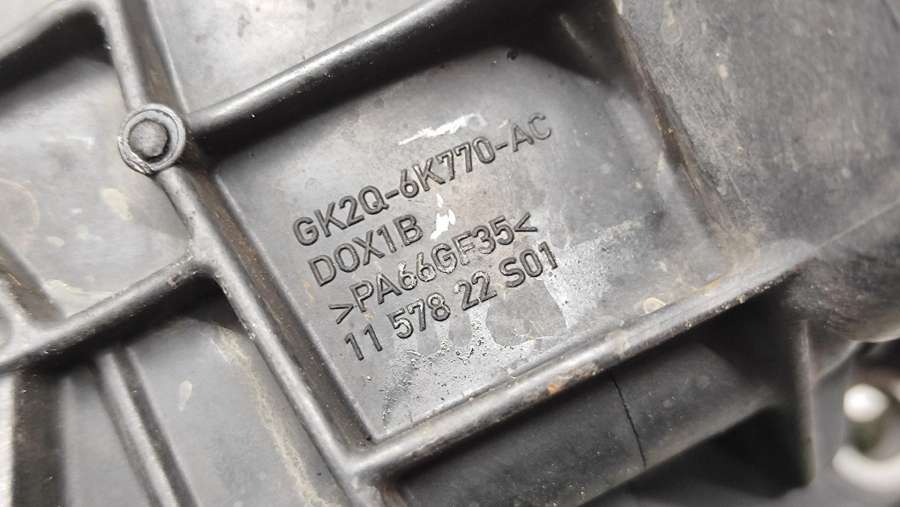 GK2Q-6K770-AC
DOX1B
>PA66GF35<
11 578 22 S01